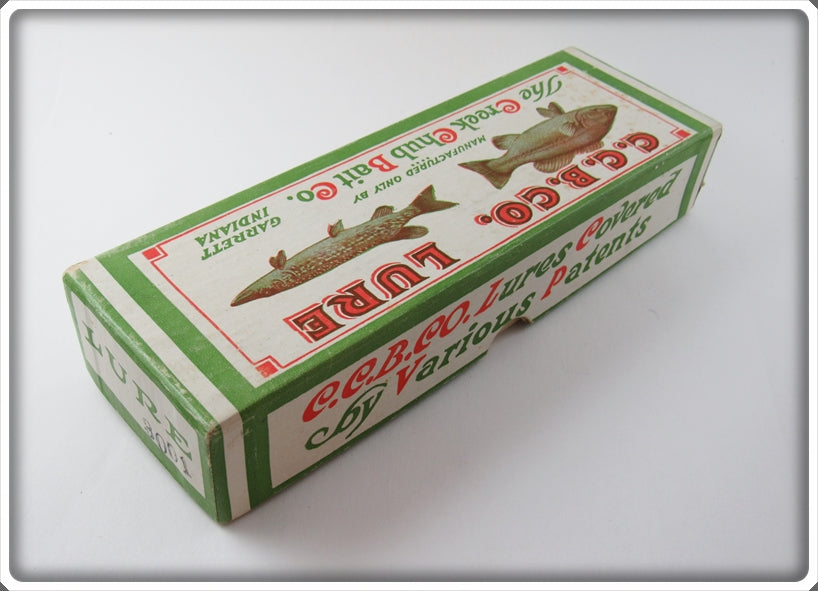 C.C.B.CO. LURE
MANUFACTURED ONLY BY
The Creek Chub Bait Co.
GARRETT
INDIANA
C.C.B.CO. Lures Covered
by Various Patents
LURE